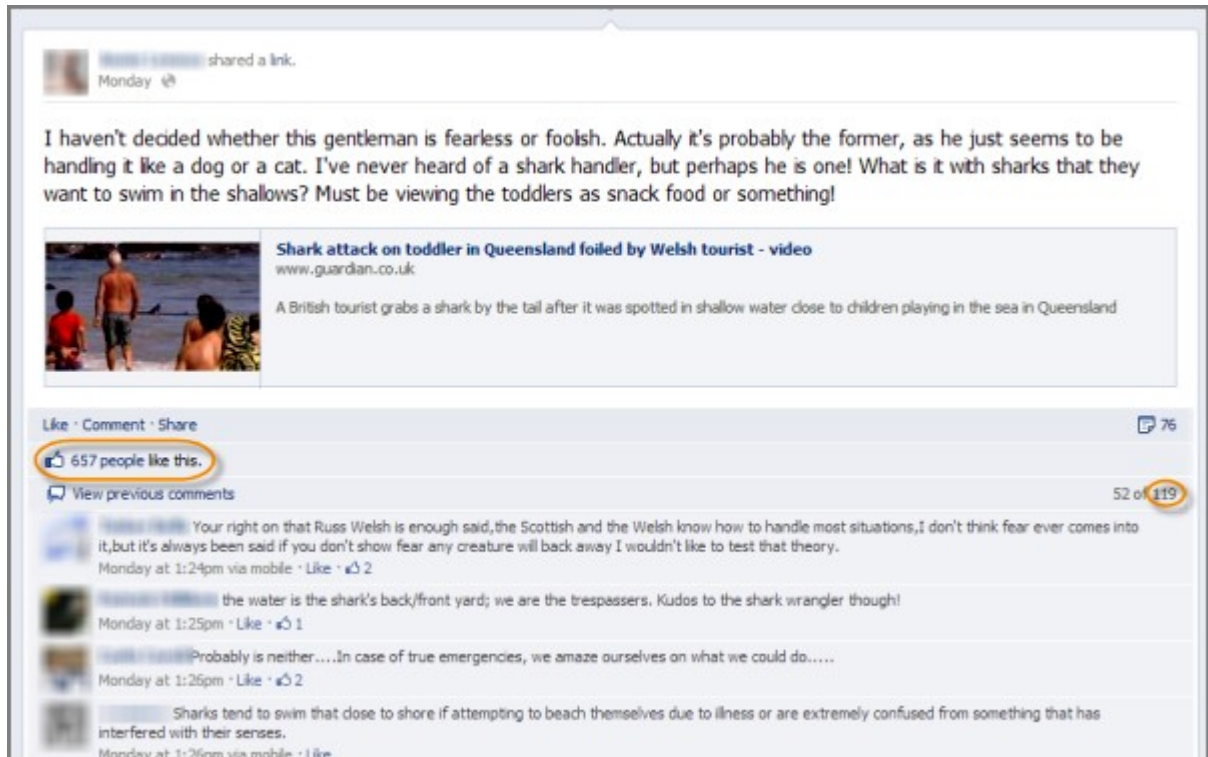 shared a link.
Monday
I haven't decided whether this gentleman is fearless or foolish. Actually it's probably the former, as he just seems to be
handling it like a dog or a cat. I've never heard of a shark handler, but perhaps he is one! What is it with sharks that they
want to swim in the shallows? Must be viewing the toddlers as snack food or something!
Shark attack on toddler in Queensland foiled by Welsh tourist - video
www.guardian.co.uk
A British tourist grabs a shark by the tail after it was spotted in shallow water close to children playing in the sea in Queensland
Like · Comment · Share 76
657 people like this.
View previous comments 52 of 119
Your right on that Russ Welsh is enough said,the Scottish and the Welsh know how to handle most situations,I don't think fear ever comes into
it,but it's always been said if you don't show fear any creature will back away I wouldn't like to test that theory.
Monday at 1:24pm via mobile · Like · 2
the water is the shark's back/front yard; we are the trespassers. Kudos to the shark wrangler though!
Monday at 1:25pm · Like · 1
Probably is neither....In case of true emergencies, we amaze ourselves on what we could do.....
Monday at 1:26pm · Like · 2
Sharks tend to swim that close to shore if attempting to beach themselves due to illness or are extremely confused from something that has
interfered with their senses.
Monday at 1:26pm via mobile · Like